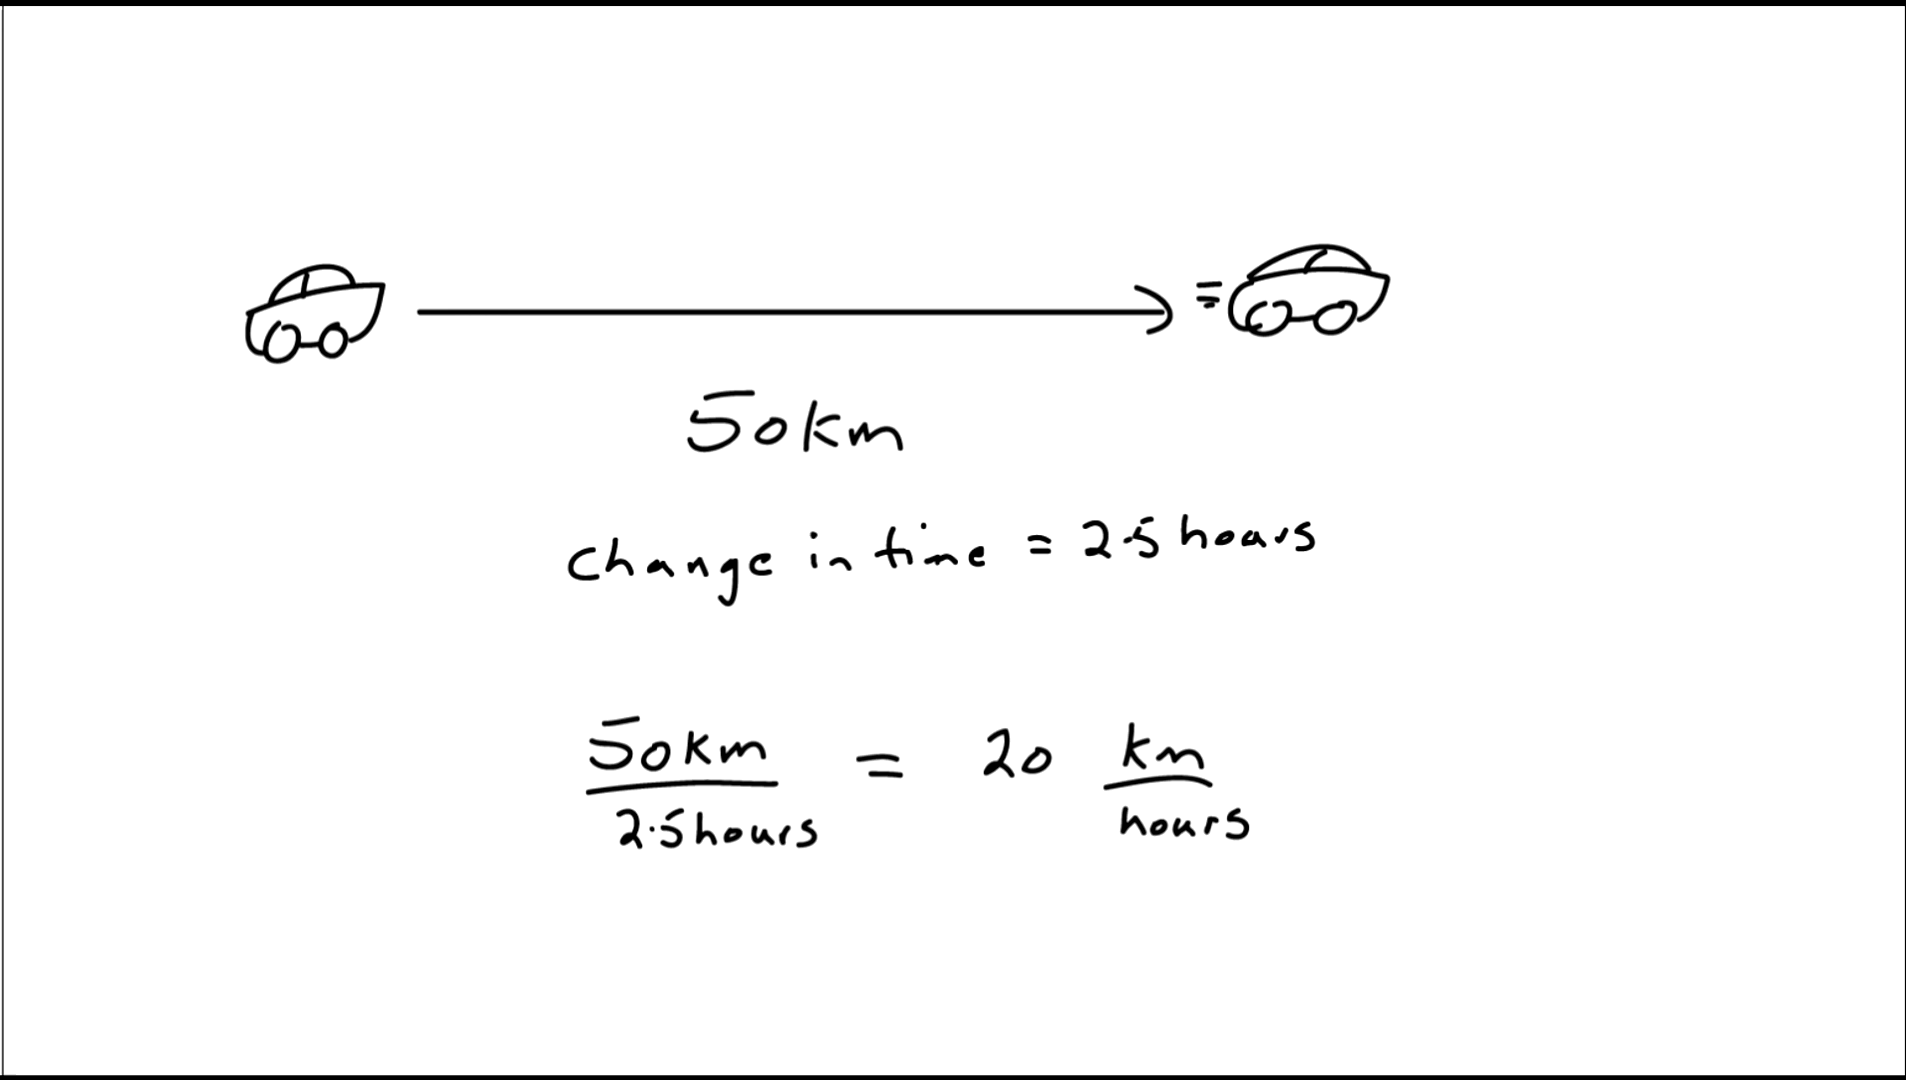 50km
change in time = 2.5 hours
50km / 2.5hours = 20 km / hours